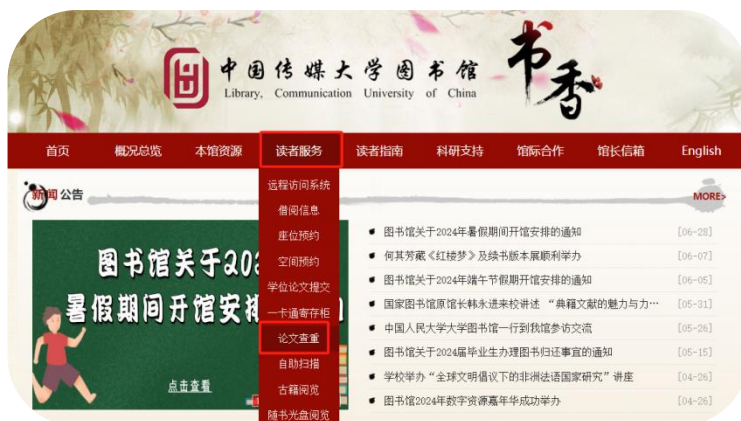 中国传媒大学图书馆
Library, Communication University of China
书香
首页 概况总览 本馆资源 读者服务 读者指南 科研支持 馆际合作 馆长信箱 English
新闻公告
MORE>
远程访问系统
借阅信息
座位预约
空间预约
学位论文提交
一卡通寄存柜
论文查重
自助扫描
古籍阅览
随书光盘阅览
图书馆关于202
暑假期间开馆安排
点击查看
图书馆关于2024年暑假期间开馆安排的通知 [06-28]
何其芳藏《红楼梦》及续书版本展顺利举办 [06-07]
图书馆关于2024年端午节假期开馆安排的通知 [06-05]
国家图书馆原馆长韩永进来校讲述 “典籍文献的魅力与力… [05-31]
中国人民大学大学图书馆一行到我馆参访交流 [05-26]
图书馆关于2024届毕业生办理图书归还事宜的通知 [05-15]
学校举办“全球文明倡议下的非洲法语国家研究”讲座 [04-26]
图书馆2024年数字资源嘉年华成功举办 [04-26]